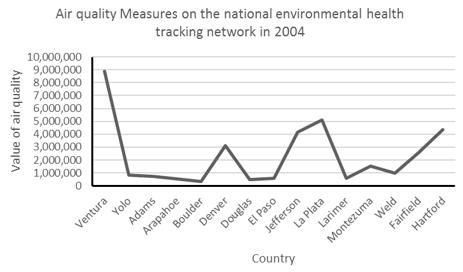 Air quality Measures on the national environmental health
tracking network in 2004
Value of air quality
10,000,000
9,000,000
8,000,000
7,000,000
6,000,000
5,000,000
4,000,000
3,000,000
2,000,000
1,000,000
0
Ventura
Yolo
Adams
Arapahoe
Boulder
Denver
Douglas
El Paso
Jefferson
La Plata
Larimer
Montezuma
Weld
Fairfield
Hartford
Country